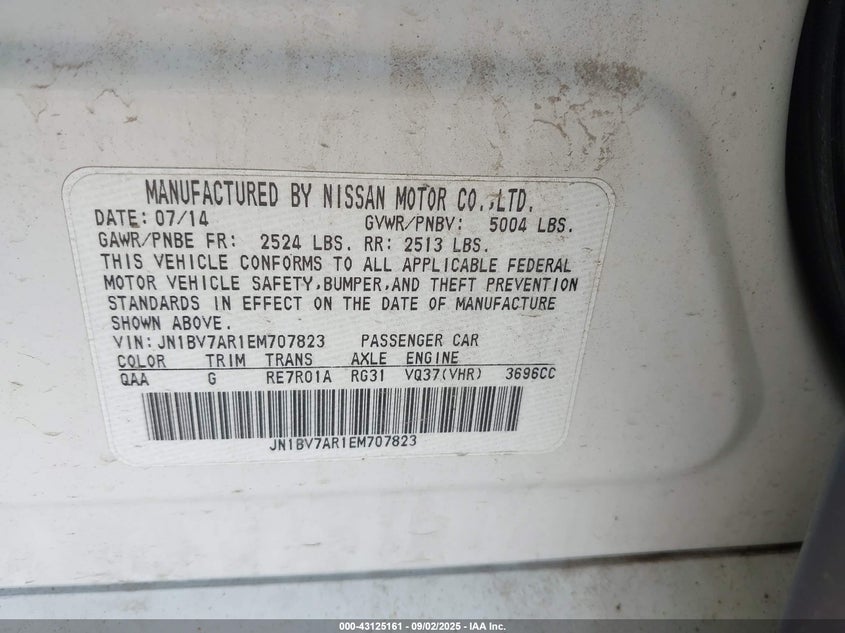 MANUFACTURED BY NISSAN MOTOR CO.,LTD.
DATE: 07/14 GVWR/PNBV: 5004 LBS.
GAWR/PNBE FR: 2524 LBS. RR: 2513 LBS.
THIS VEHICLE CONFORMS TO ALL APPLICABLE FEDERAL
MOTOR VEHICLE SAFETY,BUMPER,AND THEFT PREVENTION
STANDARDS IN EFFECT ON THE DATE OF MANUFACTURE
SHOWN ABOVE.
VIN: JN1BV7AR1EM707823 PASSENGER CAR
COLOR TRIM TRANS AXLE ENGINE
QAA G RE7R01A RG31 VQ37(VHR) 3696CC
JN1BV7AR1EM707823
000-43125161 - 09/02/2025 - IAA Inc.